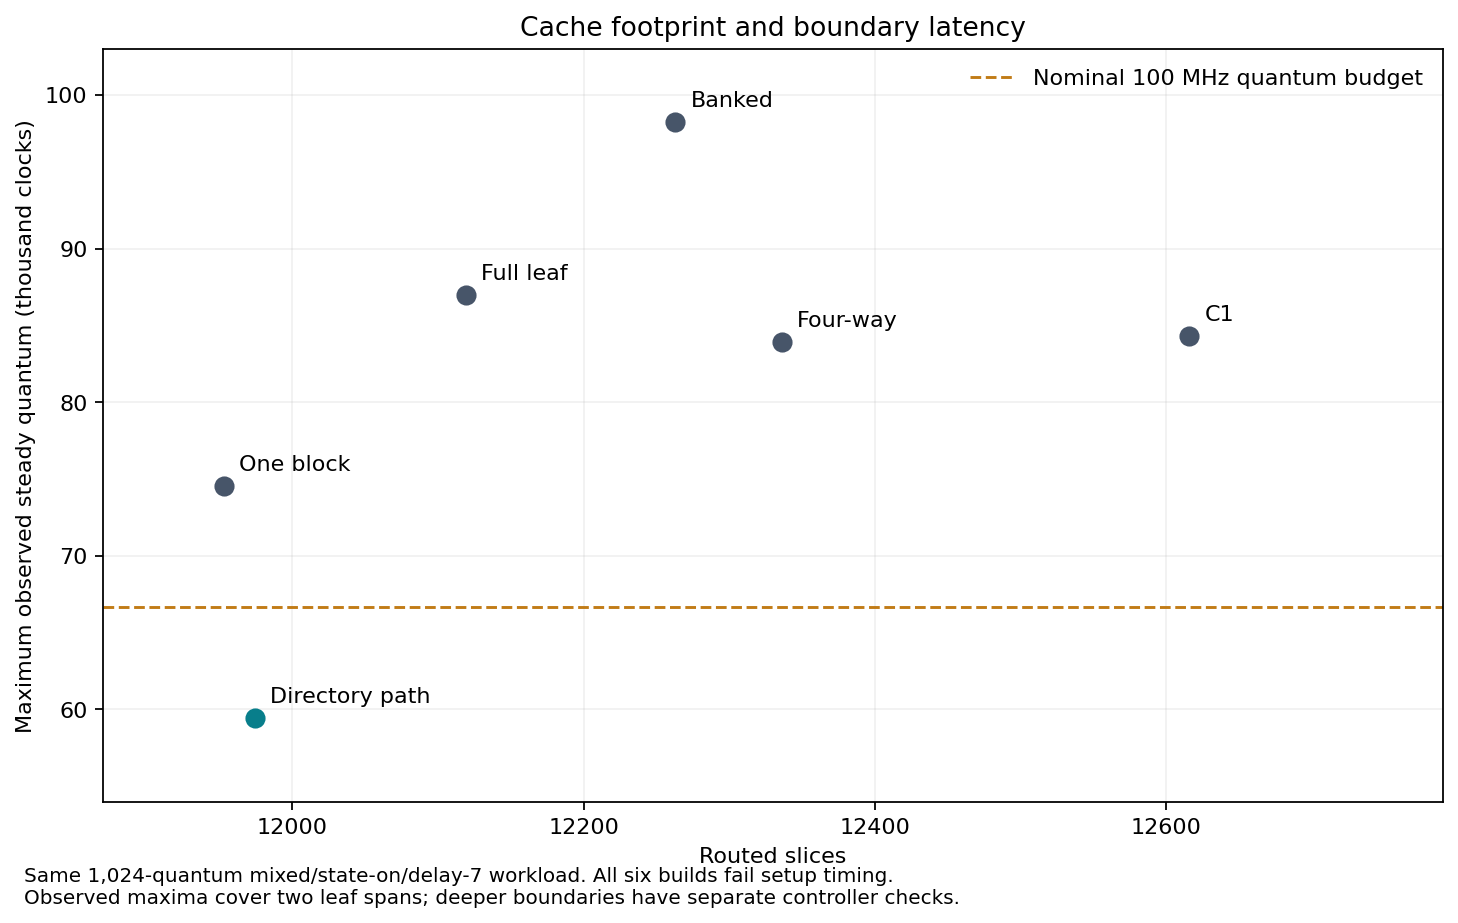 Cache footprint and boundary latency
Nominal 100 MHz quantum budget
Maximum observed steady quantum (thousand clocks)
100
90
80
70
60
Banked
Full leaf
Four-way
C1
One block
Directory path
12000
12200
12400
12600
Routed slices
Same 1,024-quantum mixed/state-on/delay-7 workload. All six builds fail setup timing.
Observed maxima cover two leaf spans; deeper boundaries have separate controller checks.